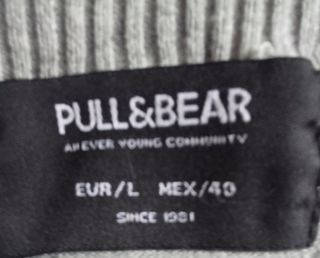 PULL&BEAR
AN EVER YOUNG COMMUNITY
EUR/L MEX/40
SINCE 1991